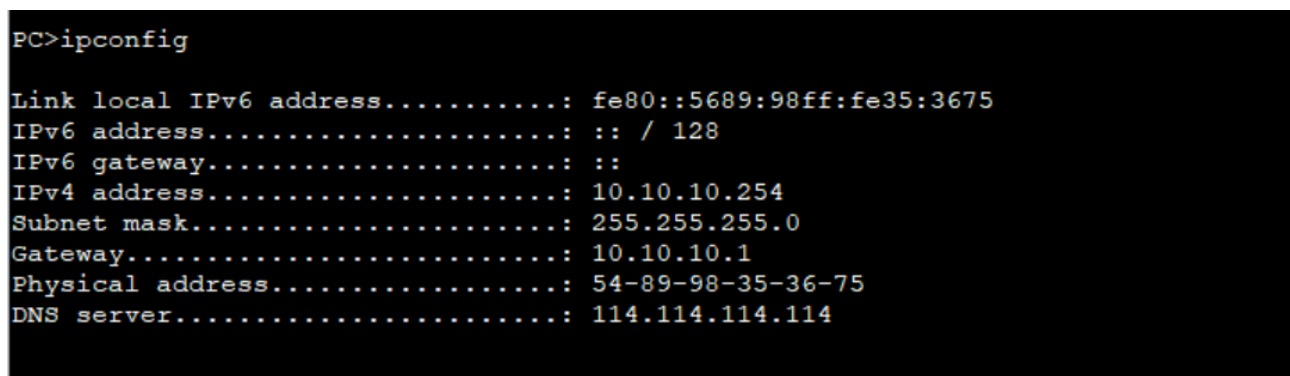 PC>ipconfig
Link local IPv6 address...........: fe80::5689:98ff:fe35:3675
IPv6 address......................: :: / 128
IPv6 gateway......................: ::
IPv4 address......................: 10.10.10.254
Subnet mask.......................: 255.255.255.0
Gateway...........................: 10.10.10.1
Physical address..................: 54-89-98-35-36-75
DNS server........................: 114.114.114.114